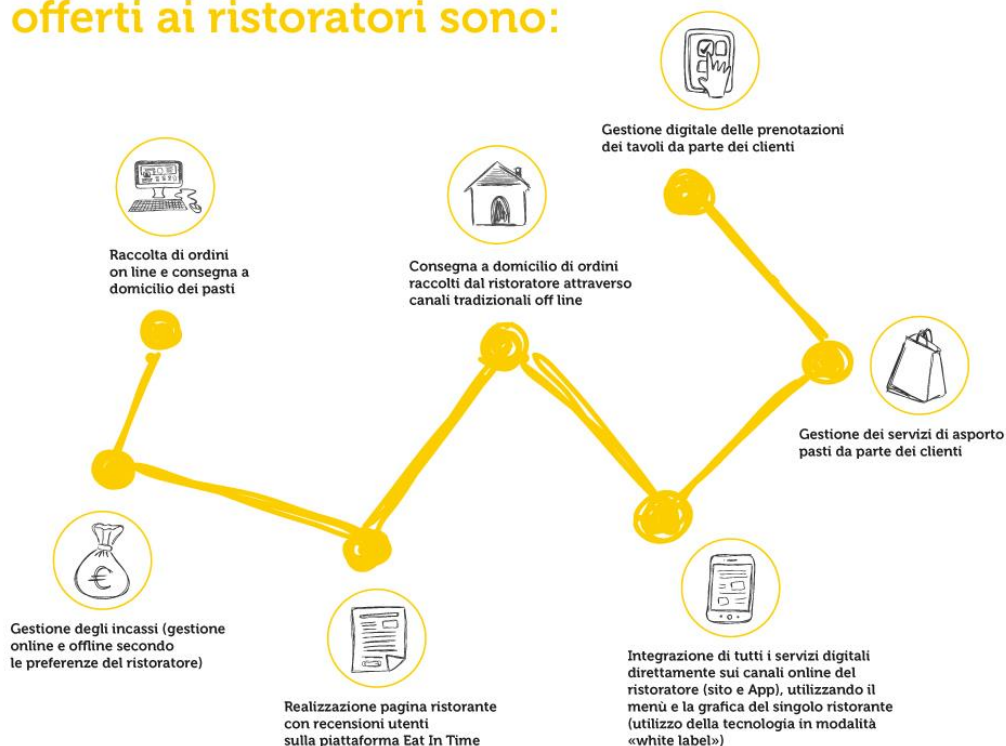 offerti ai ristoratori sono:
Gestione digitale delle prenotazioni
dei tavoli da parte dei clienti
Raccolta di ordini
on line e consegna a
domicilio dei pasti
Consegna a domicilio di ordini
raccolti dal ristoratore attraverso
canali tradizionali off line
Gestione dei servizi di asporto
pasti da parte dei clienti
€
Gestione degli incassi (gestione
online e offline secondo
le preferenze del ristoratore)
Realizzazione pagina ristorante
con recensioni utenti
sulla piattaforma Eat In Time
Integrazione di tutti i servizi digitali
direttamente sui canali online del
ristoratore (sito e App), utilizzando il
menù e la grafica del singolo ristorante
(utilizzo della tecnologia in modalità
«white label»)